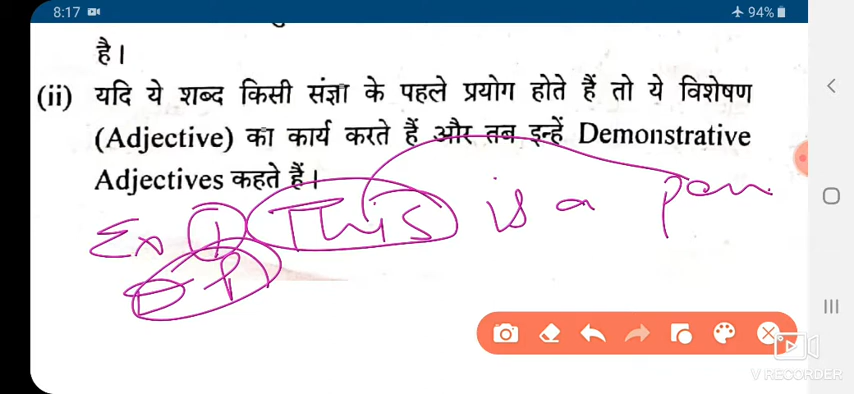 8:17 94%
है।
(ii) यदि ये शब्द किसी संज्ञा के पहले प्रयोग होते हैं तो ये विशेषण
(Adjective) का कार्य करते हैं और तब इन्हें Demonstrative
Adjectives कहते हैं।
Ex ① This is a pen
V RECORDER